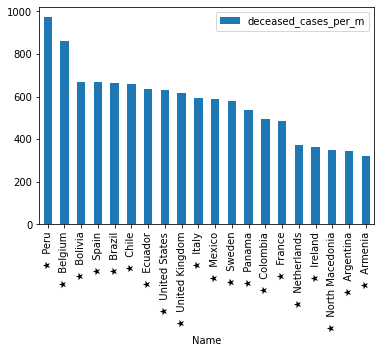 1000
800
600
400
200
0
deceased_cases_per_m
★ Peru
★ Belgium
★ Bolivia
★ Spain
★ Brazil
★ Chile
★ Ecuador
★ United States
★ United Kingdom
★ Italy
★ Mexico
★ Sweden
★ Panama
★ Colombia
★ France
★ Netherlands
★ Ireland
★ North Macedonia
★ Argentina
★ Armenia
Name